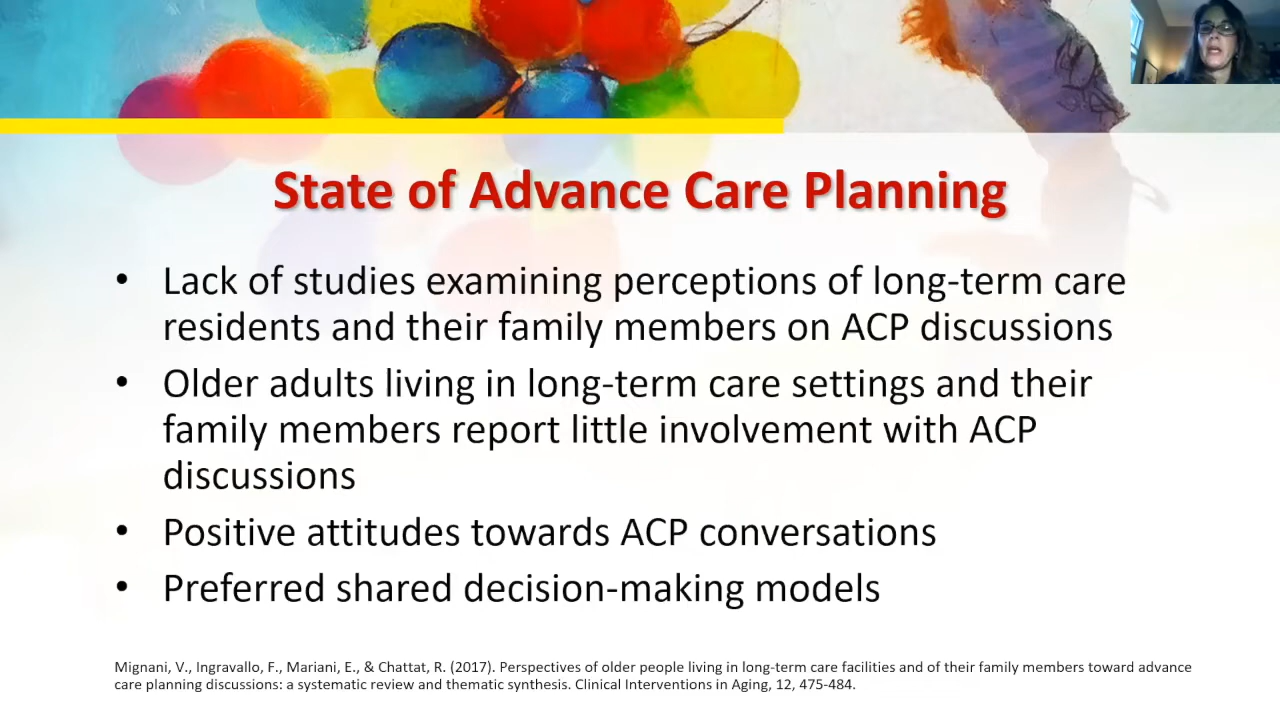 State of Advance Care Planning
• Lack of studies examining perceptions of long-term care
residents and their family members on ACP discussions
• Older adults living in long-term care settings and their
family members report little involvement with ACP
discussions
• Positive attitudes towards ACP conversations
• Preferred shared decision-making models
Mignani, V., Ingravallo, F., Mariani, E., & Chattat, R. (2017). Perspectives of older people living in long-term care facilities and of their family members toward advance
care planning discussions: a systematic review and thematic synthesis. Clinical Interventions in Aging, 12, 475-484.